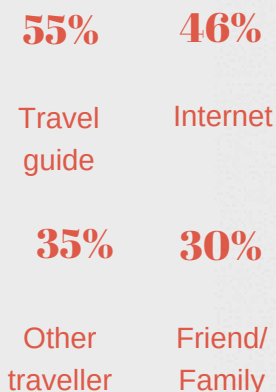 55% 46%
Travel guide
Internet
35% 30%
Other traveller
Friend/ Family